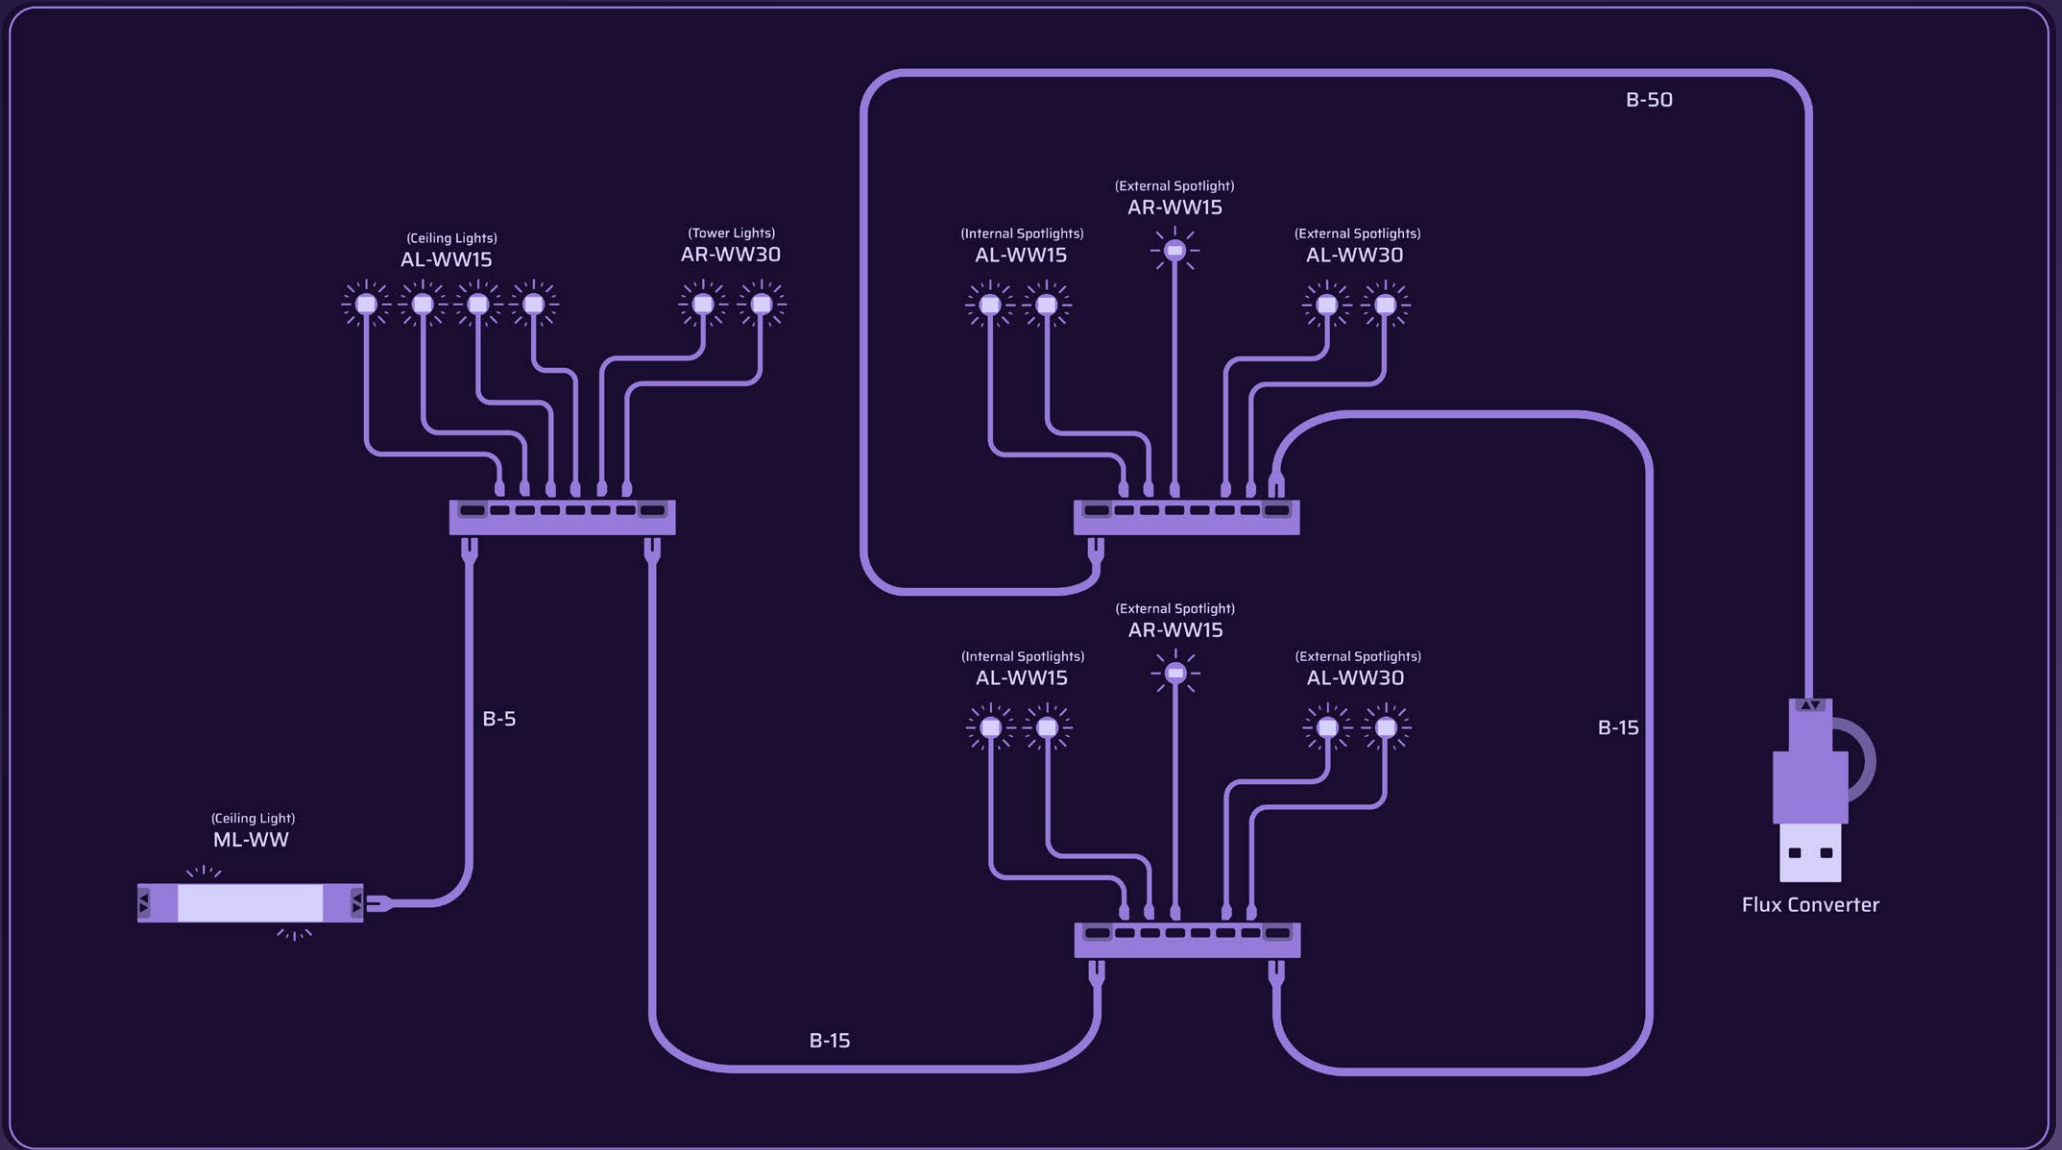 B-50
(External Spotlight)
AR-WW15
(Ceiling Lights)
AL-WW15
(Tower Lights)
AR-WW30
(Internal Spotlights)
AL-WW15
(External Spotlights)
AL-WW30
(External Spotlight)
AR-WW15
(Internal Spotlights)
AL-WW15
(External Spotlights)
AL-WW30
B-5
B-15
(Ceiling Light)
ML-WW
Flux Converter
B-15